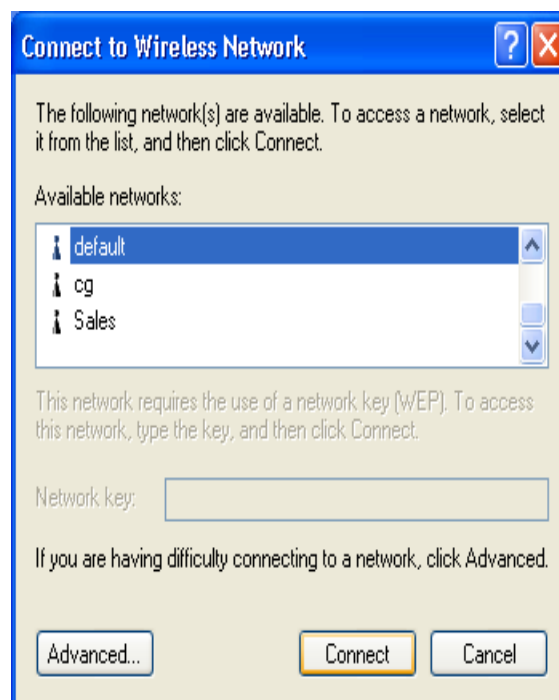 Connect to Wireless Network
The following network(s) are available. To access a network, select
it from the list, and then click Connect.
Available networks:
default
cg
Sales
This network requires the use of a network key (WEP). To access
this network, type the key, and then click Connect.
Network key:
If you are having difficulty connecting to a network, click Advanced.
Advanced... Connect Cancel